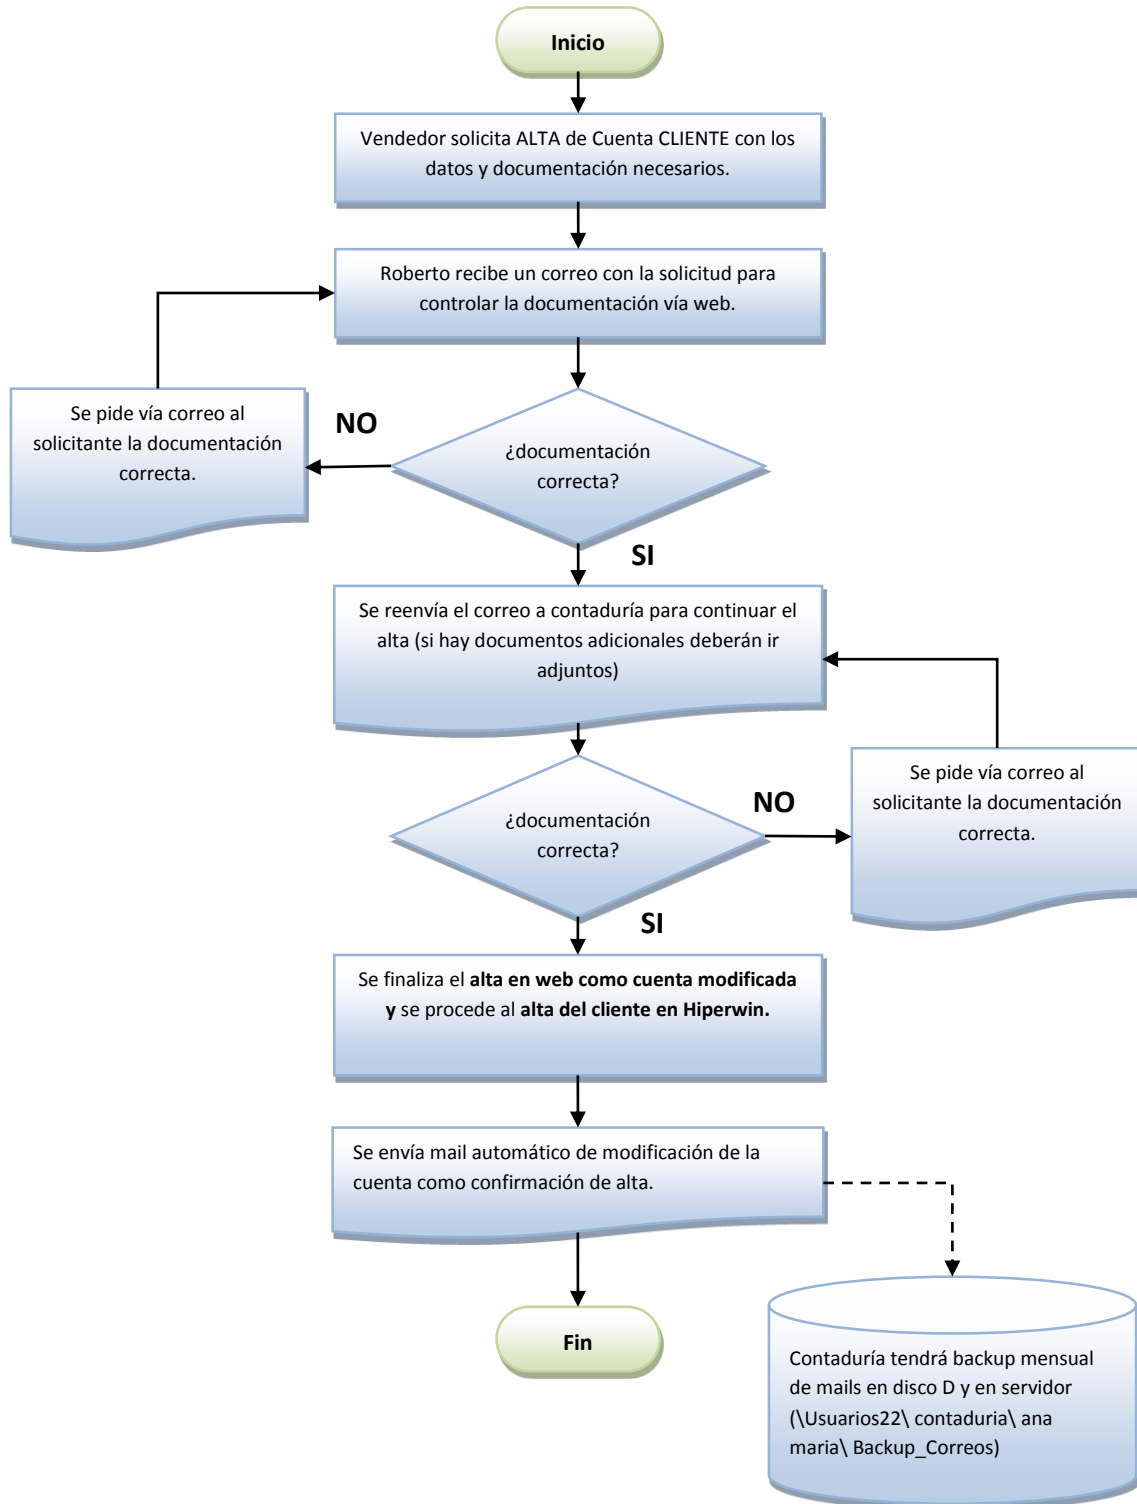 Inicio
Vendedor solicita ALTA de Cuenta CLIENTE con los
datos y documentación necesarios.
Roberto recibe un correo con la solicitud para
controlar la documentación vía web.
Se pide vía correo al
solicitante la documentación
correcta.
NO
¿documentación
correcta?
SI
Se reenvía el correo a contaduría para continuar el
alta (si hay documentos adicionales deberán ir
adjuntos)
¿documentación
correcta?
NO
Se pide vía correo al
solicitante la documentación
correcta.
SI
Se finaliza el alta en web como cuenta modificada
y se procede al alta del cliente en Hiperwin.
Se envía mail automático de modificación de la
cuenta como confirmación de alta.
Fin
Contaduría tendrá backup mensual
de mails en disco D y en servidor
(\Usuarios22\ contaduria\ ana
maria\ Backup_Correos)